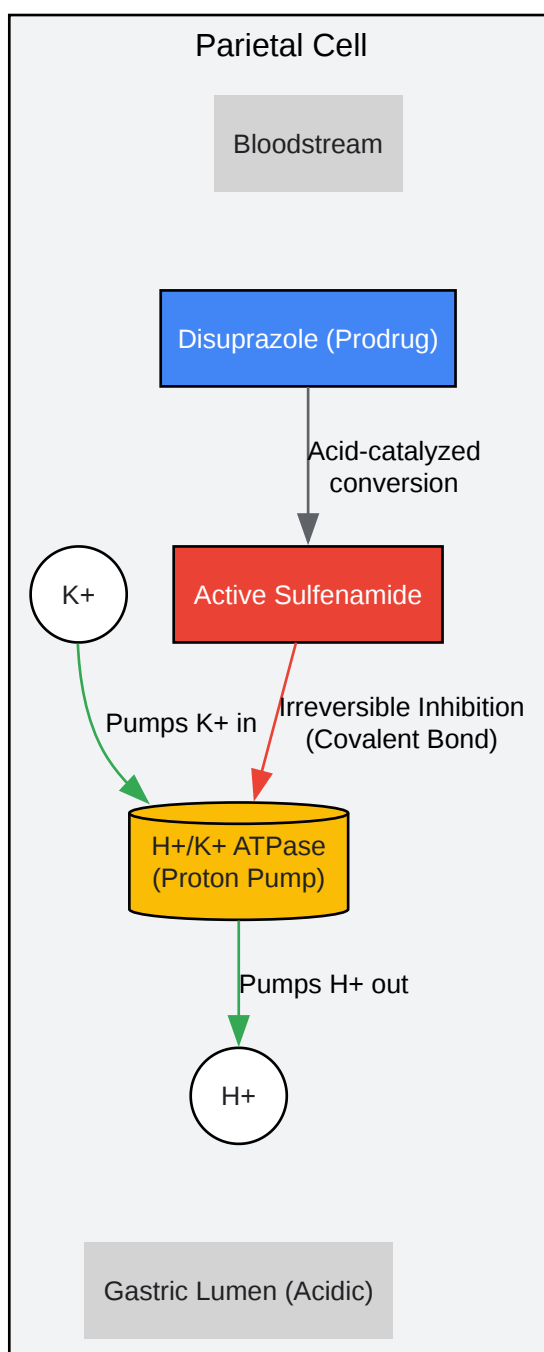 Parietal Cell
Bloodstream
Disuprazole (Prodrug)
Acid-catalyzed
conversion
K+
Active Sulfenamide
Pumps K+ in
Irreversible Inhibition
(Covalent Bond)
H+/K+ ATPase
(Proton Pump)
Pumps H+ out
H+
Gastric Lumen (Acidic)